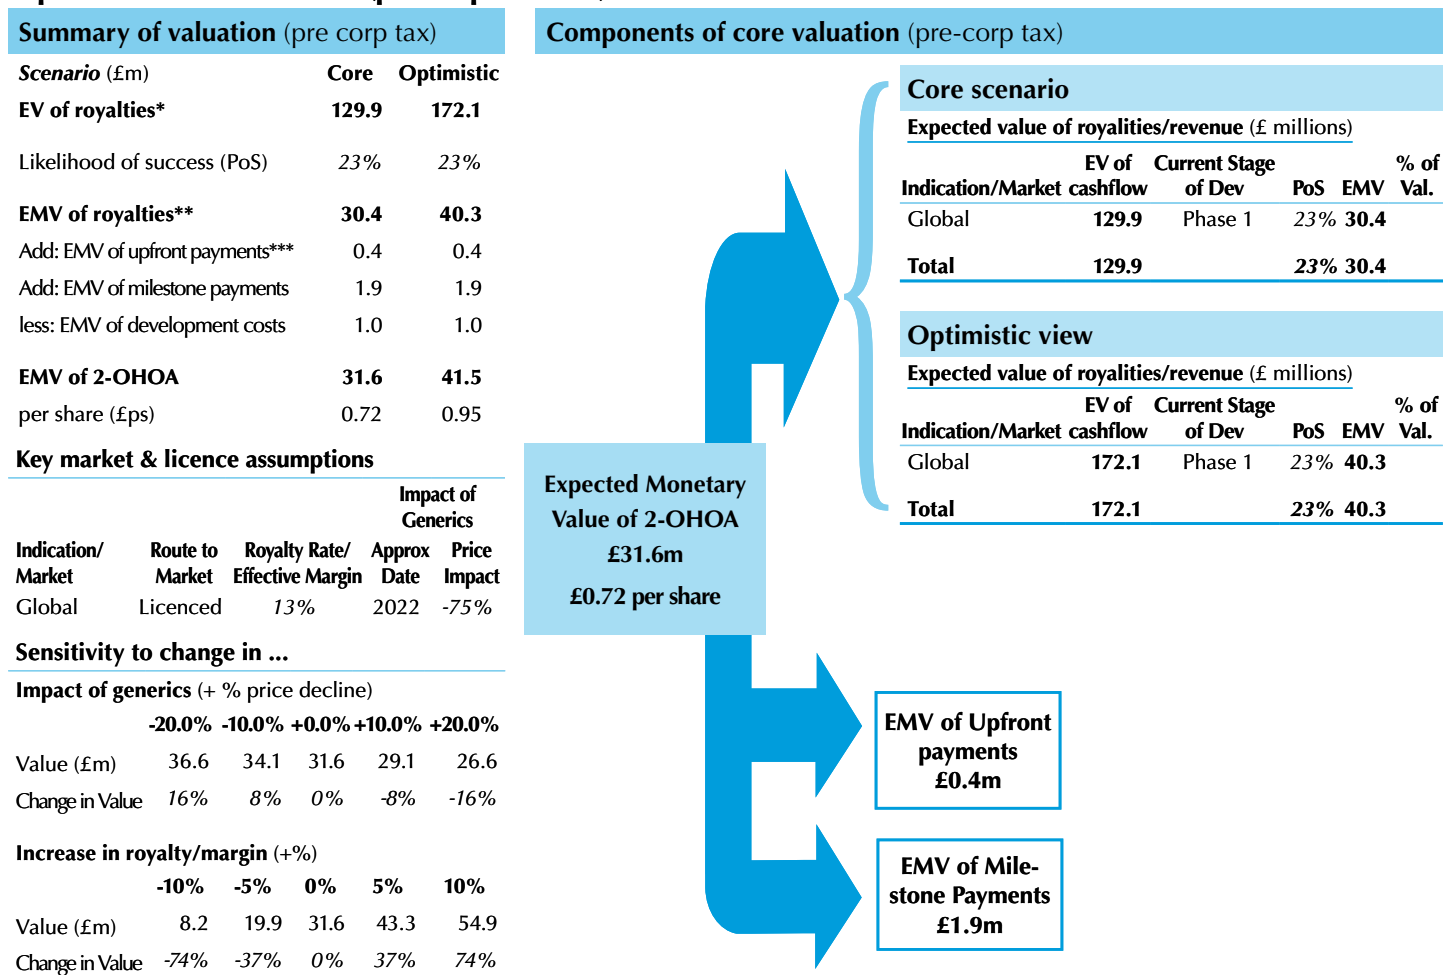 Summary of valuation (pre corp tax)
Scenario (£m) Core Optimistic
EV of royalties* 129.9 172.1
Likelihood of success (PoS) 23% 23%
EMV of royalties** 30.4 40.3
Add: EMV of upfront payments*** 0.4 0.4
Add: EMV of milestone payments 1.9 1.9
less: EMV of development costs 1.0 1.0
EMV of 2-OHOA 31.6 41.5
per share (£ps) 0.72 0.95
Key market & licence assumptions
Impact of
Generics
Indication/ Route to Royalty Rate/ Approx Price
Market Market Effective Margin Date Impact
Global Licenced 13% 2022 -75%
Sensitivity to change in ...
Impact of generics (+ % price decline)
-20.0% -10.0% +0.0% +10.0% +20.0%
Value (£m) 36.6 34.1 31.6 29.1 26.6
Change in Value 16% 8% 0% -8% -16%
Increase in royalty/margin (+%)
-10% -5% 0% 5% 10%
Value (£m) 8.2 19.9 31.6 43.3 54.9
Change in Value -74% -37% 0% 37% 74%
Components of core valuation (pre-corp tax)
Expected Monetary
Value of 2-OHOA
£31.6m
£0.72 per share
Core scenario
Expected value of royalities/revenue (£ millions)
EV of Current Stage % of
Indication/Market cashflow of Dev PoS EMV Val.
Global 129.9 Phase 1 23% 30.4
Total 129.9 23% 30.4
Optimistic view
Expected value of royalities/revenue (£ millions)
EV of Current Stage % of
Indication/Market cashflow of Dev PoS EMV Val.
Global 172.1 Phase 1 23% 40.3
Total 172.1 23% 40.3
EMV of Upfront
payments
£0.4m
EMV of Mile-
stone Payments
£1.9m